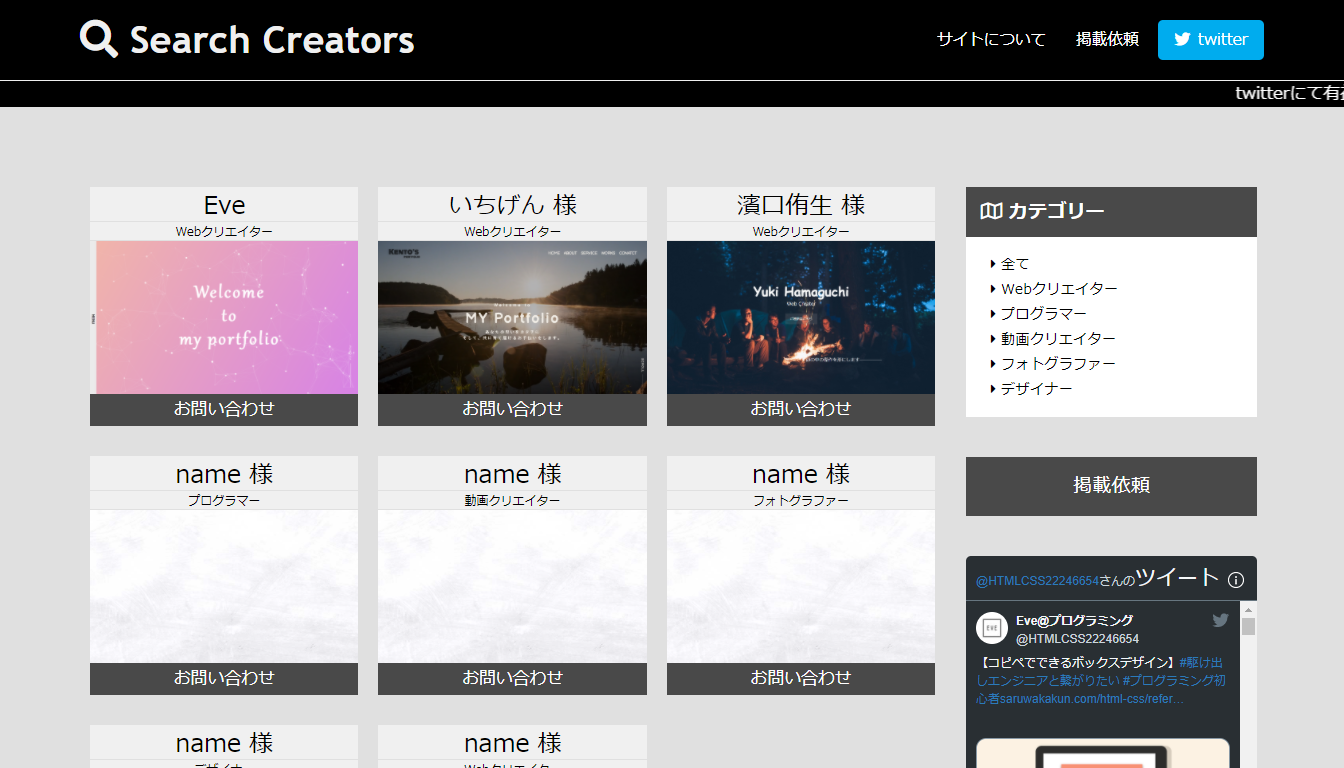 Search Creators
サイトについて
掲載依頼
twitter
twitterにて有
Eve
Webクリエイター
Welcome
to
my portfolio
お問い合わせ
いちげん 様
Webクリエイター
KENTO'S
HOME ABOUT SERVICE WORKS CONTACT
Welcome to
MY Portfolio
お問い合わせ
濱口侑生 様
Webクリエイター
Yuki Hamaguchi
Web Creator
お問い合わせ
name 様
プログラマー
お問い合わせ
name 様
動画クリエイター
お問い合わせ
name 様
フォトグラファー
お問い合わせ
name 様
デザイナー
name 様
Webクリエイター
カテゴリー
全て
Webクリエイター
プログラマー
動画クリエイター
フォトグラファー
デザイナー
掲載依頼
@HTMLCSS22246654さんのツイート
Eve@プログラミング
@HTMLCSS22246654
【コピペでできるボックスデザイン】#駆け出
しエンジニアと繋がりたい #プログラミング初
心者saruwakakun.com/html-css/refer…